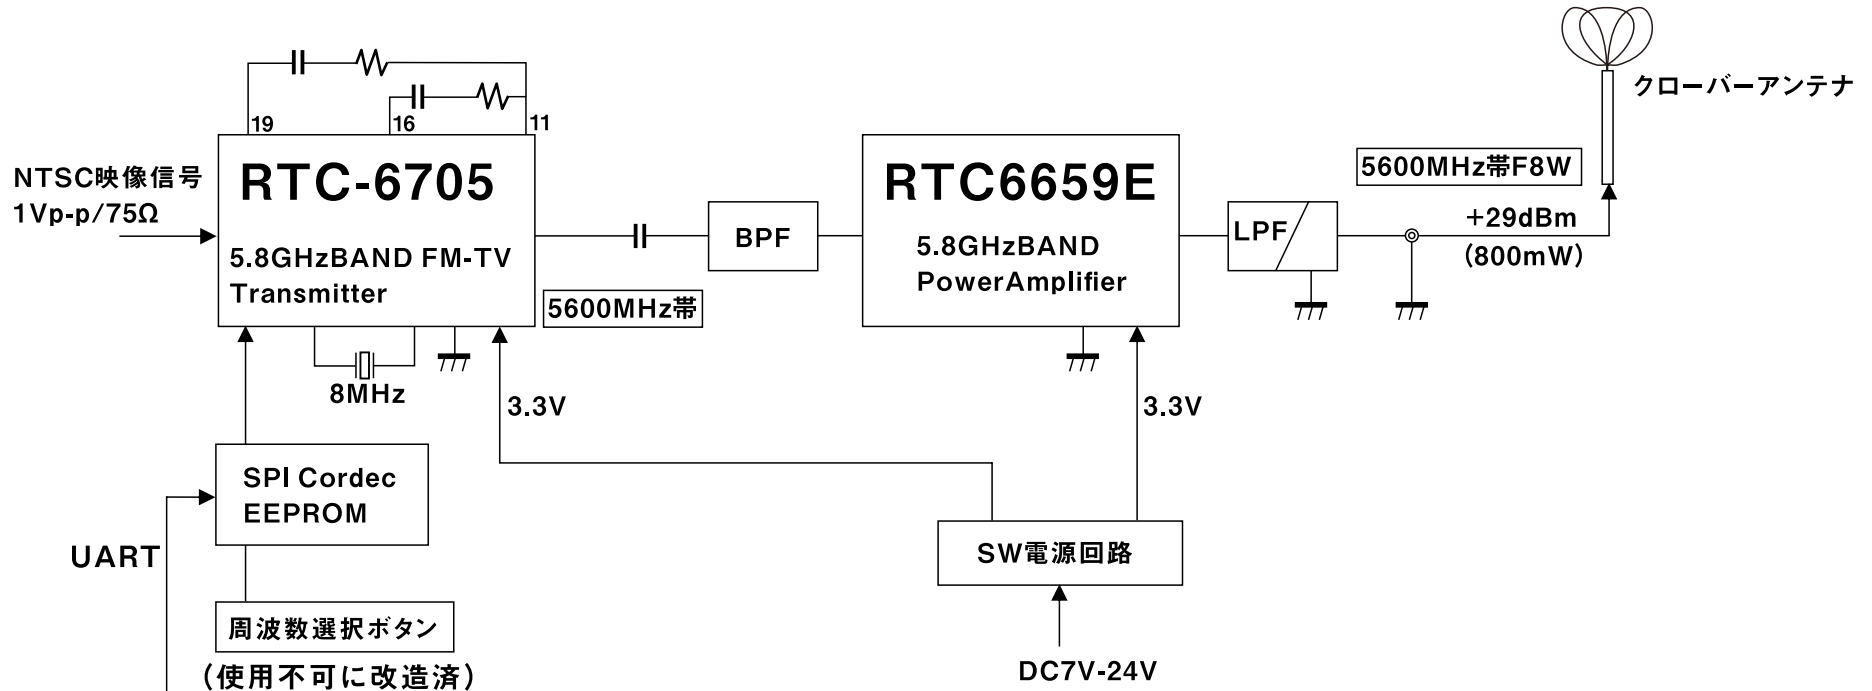 クローバーアンテナ
19
16
11
NTSC映像信号
1Vp-p/75Ω
RTC-6705
5.8GHzBAND FM-TV
Transmitter
BPF
RTC6659E
5.8GHzBAND
PowerAmplifier
LPF
5600MHz帯F8W
+29dBm
(800mW)
5600MHz帯
8MHz
3.3V
3.3V
SPI Cordec
EEPROM
UART
SW電源回路
周波数選択ボタン
(使用不可に改造済)
DC7V-24V